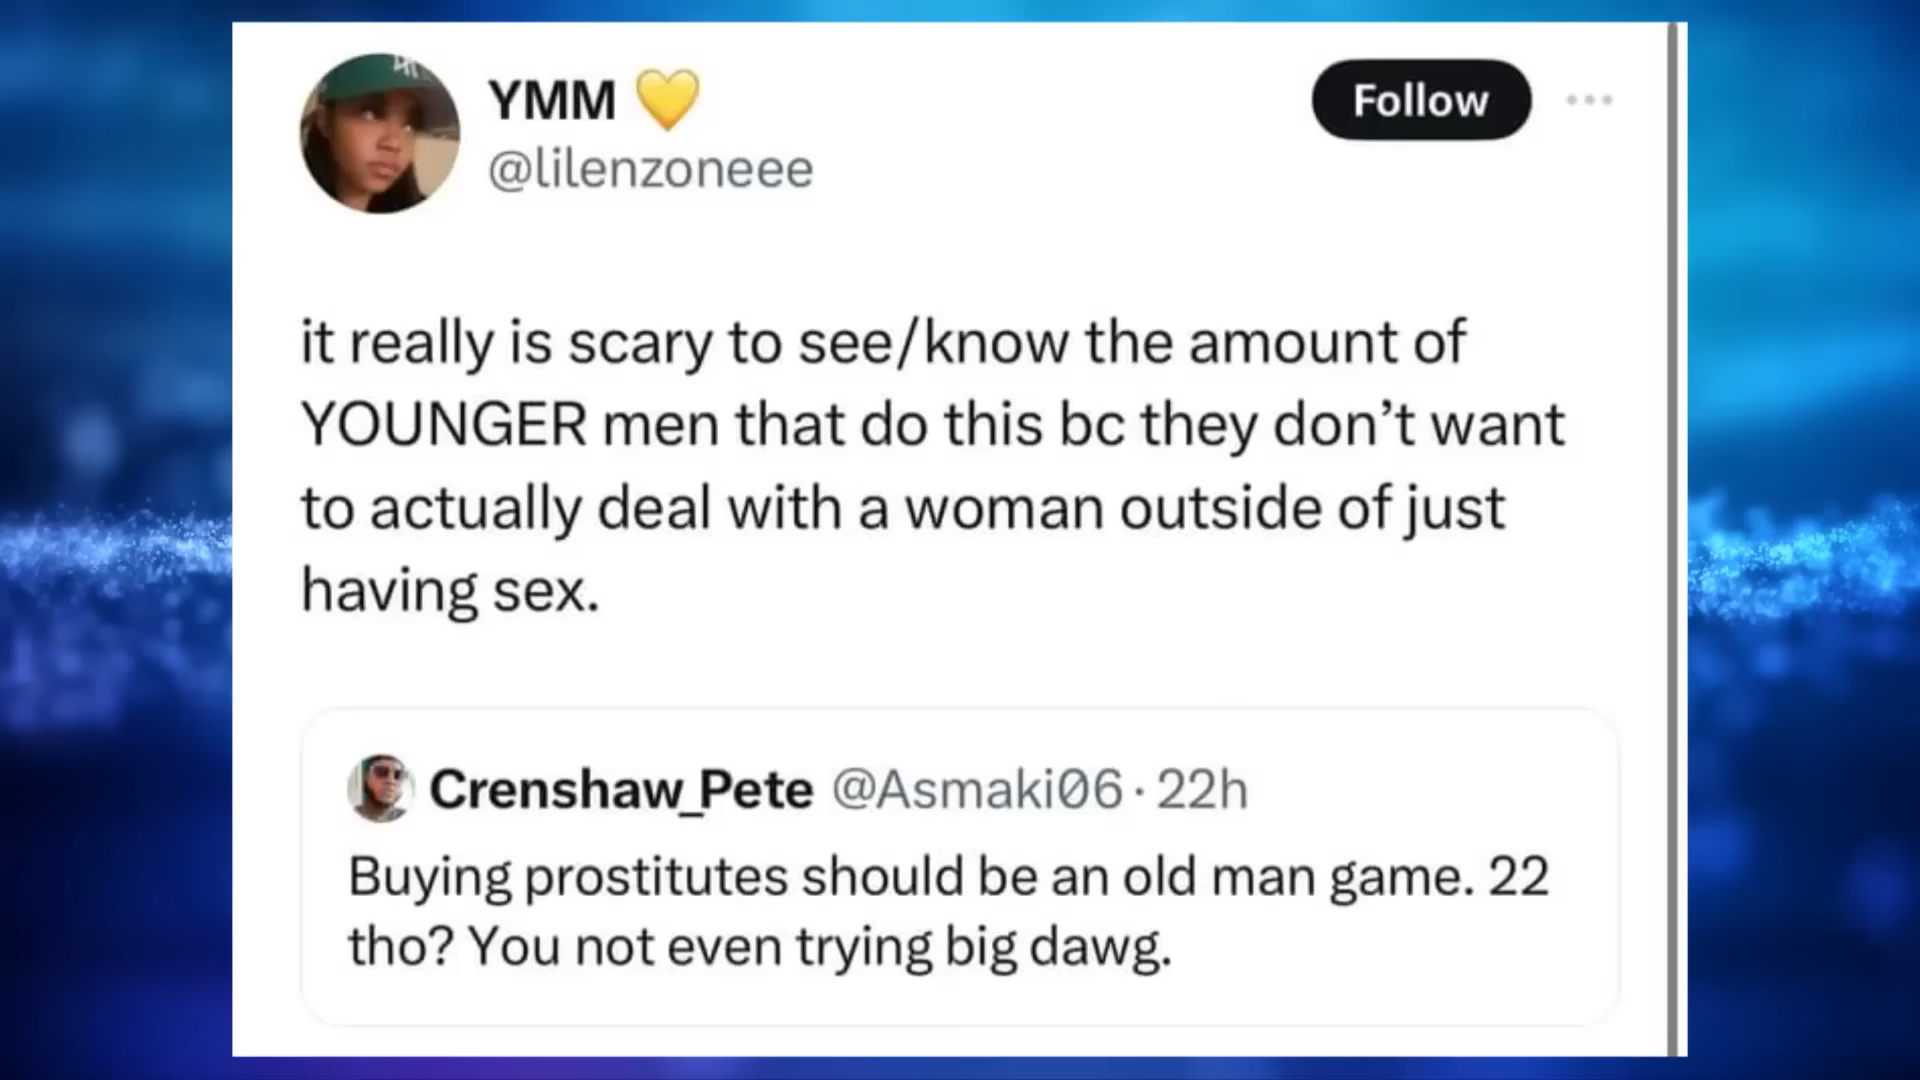 YMM 💛
@lilenzoneee
Follow
it really is scary to see/know the amount of
YOUNGER men that do this bc they don’t want
to actually deal with a woman outside of just
having sex.
Crenshaw_Pete @Asmaki06 · 22h
Buying prostitutes should be an old man game. 22
tho? You not even trying big dawg.